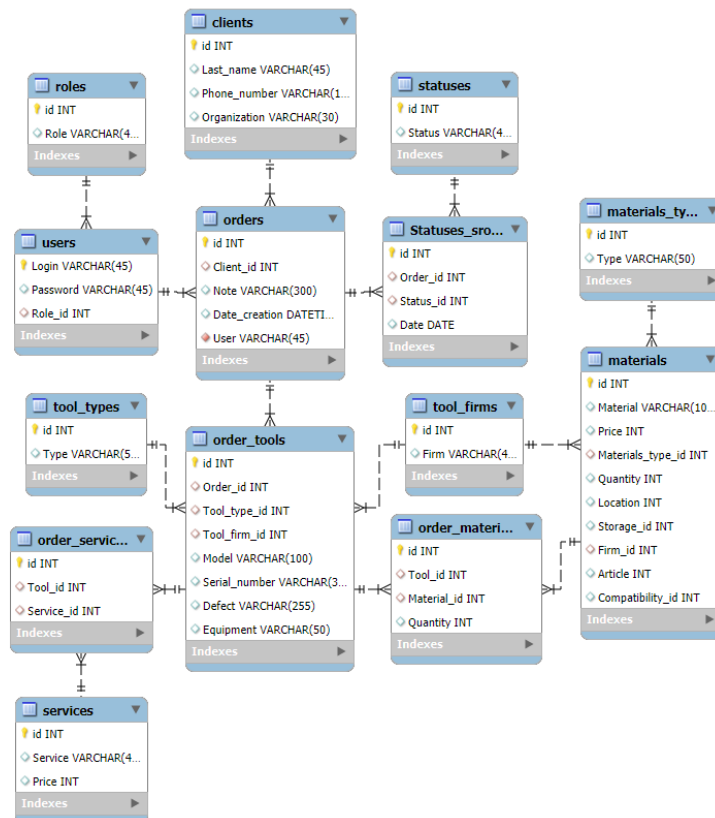 clients
id INT
Last_name VARCHAR(45)
Phone_number VARCHAR(1...
Organization VARCHAR(30)
Indexes
roles
id INT
Role VARCHAR(4...
Indexes
statuses
id INT
Status VARCHAR(4...
Indexes
users
Login VARCHAR(45)
Password VARCHAR(45)
Role_id INT
Indexes
orders
id INT
Client_id INT
Note VARCHAR(300)
Date_creation DATETI...
User VARCHAR(45)
Indexes
Statuses_sro...
id INT
Order_id INT
Status_id INT
Date DATE
Indexes
materials_ty...
id INT
Type VARCHAR(50)
Indexes
tool_types
id INT
Type VARCHAR(5...
Indexes
order_tools
id INT
Order_id INT
Tool_type_id INT
Tool_firm_id INT
Model VARCHAR(100)
Serial_number VARCHAR(3...
Defect VARCHAR(255)
Equipment VARCHAR(50)
Indexes
tool_firms
id INT
Firm VARCHAR(4...
Indexes
materials
id INT
Material VARCHAR(10...
Price INT
Materials_type_id INT
Quantity INT
Location INT
Storage_id INT
Firm_id INT
Article INT
Compatibility_id INT
Indexes
order_servic...
id INT
Tool_id INT
Service_id INT
Indexes
order_materi...
id INT
Tool_id INT
Material_id INT
Quantity INT
Indexes
services
id INT
Service VARCHAR(4...
Price INT
Indexes